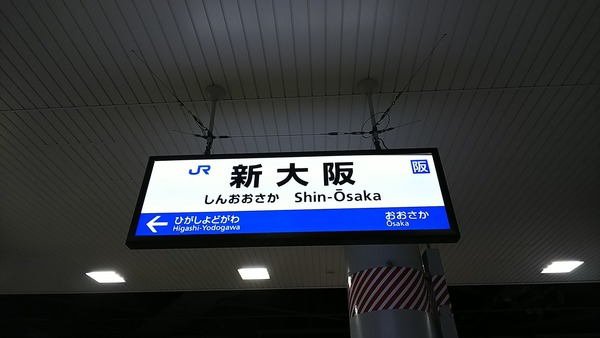 JR 新大阪 阪
しんおおさか Shin-Ōsaka
ひがしよどがわ おおさか
Higashi-Yodogawa Ōsaka